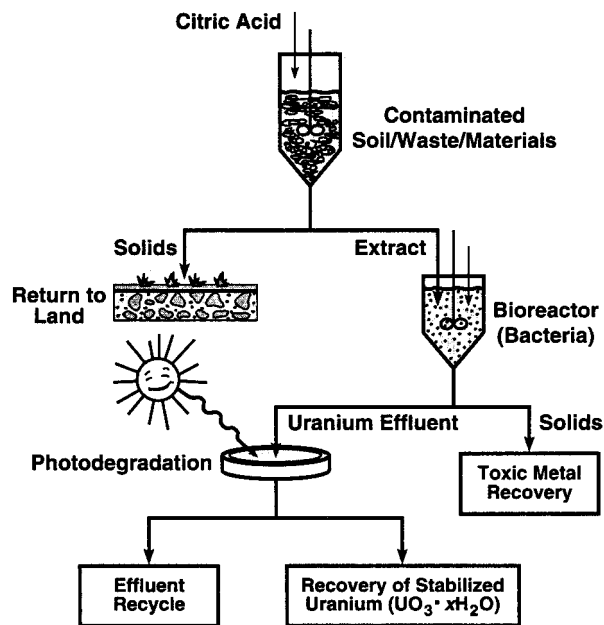 Citric Acid
Contaminated
Soil/Waste/Materials
Solids
Extract
Return to
Land
Bioreactor
(Bacteria)
Uranium Effluent
Solids
Photodegradation
Toxic Metal
Recovery
Effluent
Recycle
Recovery of Stabilized
Uranium (UO₃ · xH₂O)